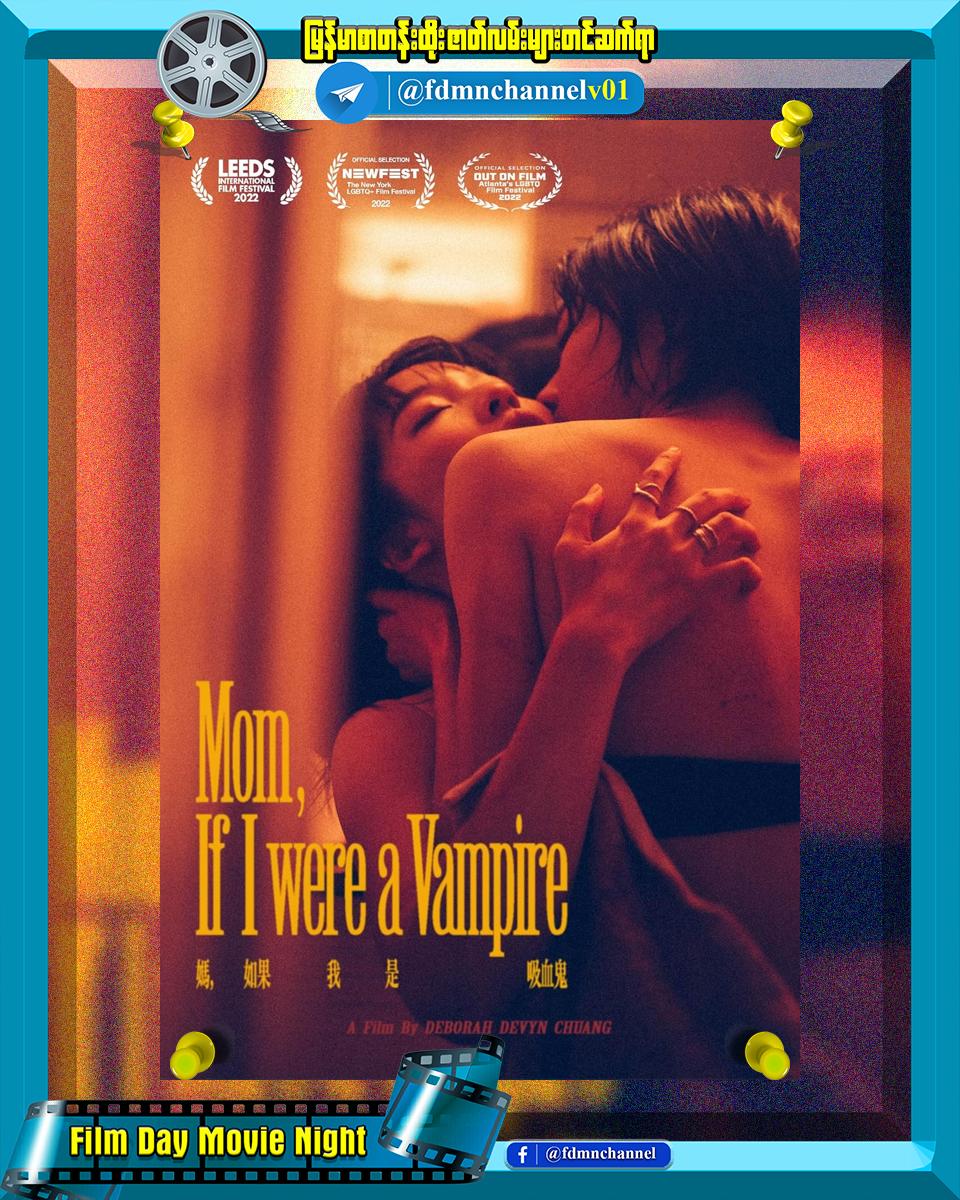 မြန်မာစာတန်းထိုးဇာတ်လမ်းများတင်ဆက်ရာ
@fdmnchannelv01
LEEDS
INTERNATIONAL
FILM FESTIVAL
2022
OFFICIAL SELECTION
NEWFEST
The New York
LGBTQ+ Film Festival
2022
OFFICIAL SELECTION
OUT ON FILM
Atlanta's LGBTQ
Film Festival
2022
Mom,
If I were a Vampire
媽, 如果 我 是 吸血鬼
A Film By DEBORAH DEVYN CHUANG
Film Day Movie Night
f @fdmnchannel